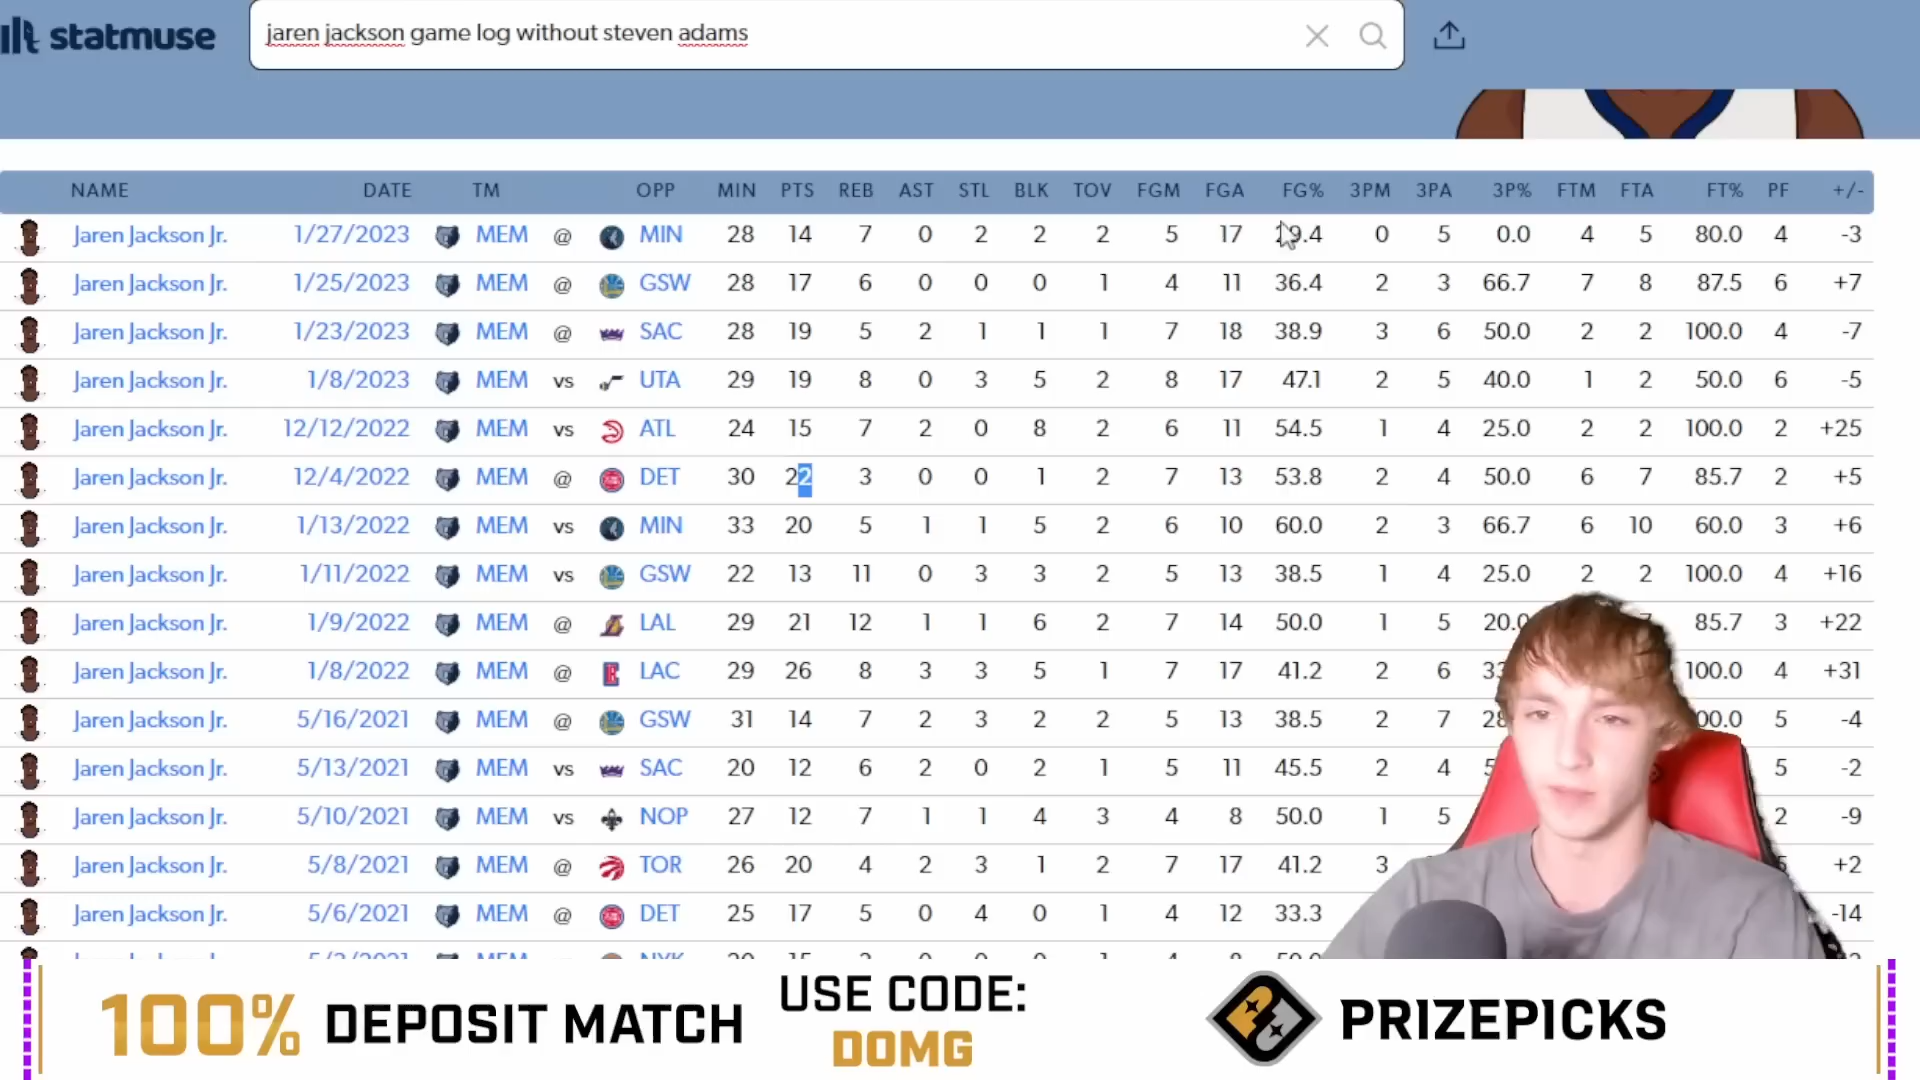 statmuse
jaren jackson game log without steven adams
NAME DATE TM OPP MIN PTS REB AST STL BLK TOV FGM FGA FG% 3PM 3PA 3P% FTM FTA FT% PF +/-
Jaren Jackson Jr. 1/27/2023 MEM @ MIN 28 14 7 0 2 2 2 5 17 29.4 0 5 0.0 4 5 80.0 4 -3
Jaren Jackson Jr. 1/25/2023 MEM @ GSW 28 17 6 0 0 0 1 4 11 36.4 2 3 66.7 7 8 87.5 6 +7
Jaren Jackson Jr. 1/23/2023 MEM @ SAC 28 19 5 2 1 1 1 7 18 38.9 3 6 50.0 2 2 100.0 4 -7
Jaren Jackson Jr. 1/8/2023 MEM vs UTA 29 19 8 0 3 5 2 8 17 47.1 2 5 40.0 1 2 50.0 6 -5
Jaren Jackson Jr. 12/12/2022 MEM vs ATL 24 15 7 2 0 8 2 6 11 54.5 1 4 25.0 2 2 100.0 2 +25
Jaren Jackson Jr. 12/4/2022 MEM @ DET 30 22 3 0 0 1 2 7 13 53.8 2 4 50.0 6 7 85.7 2 +5
Jaren Jackson Jr. 1/13/2022 MEM vs MIN 33 20 5 1 1 5 2 6 10 60.0 2 3 66.7 6 10 60.0 3 +6
Jaren Jackson Jr. 1/11/2022 MEM vs GSW 22 13 11 0 3 3 2 5 13 38.5 1 4 25.0 2 2 100.0 4 +16
Jaren Jackson Jr. 1/9/2022 MEM @ LAL 29 21 12 1 1 6 2 7 14 50.0 1 5 20.0 7 85.7 3 +22
Jaren Jackson Jr. 1/8/2022 MEM @ LAC 29 26 8 3 3 5 1 7 17 41.2 2 6 100.0 4 +31
Jaren Jackson Jr. 5/16/2021 MEM @ GSW 31 14 7 2 3 2 2 5 13 38.5 2 7 5 -4
Jaren Jackson Jr. 5/13/2021 MEM vs SAC 20 12 6 2 0 2 1 5 11 45.5 2 4 5 -2
Jaren Jackson Jr. 5/10/2021 MEM vs NOP 27 12 7 1 1 4 3 4 8 50.0 1 5 2 -9
Jaren Jackson Jr. 5/8/2021 MEM @ TOR 26 20 4 2 3 1 2 7 17 41.2 3 +2
Jaren Jackson Jr. 5/6/2021 MEM @ DET 25 17 5 0 4 0 1 4 12 33.3 -14
100% DEPOSIT MATCH
USE CODE:
DOMG
PRIZEPICKS